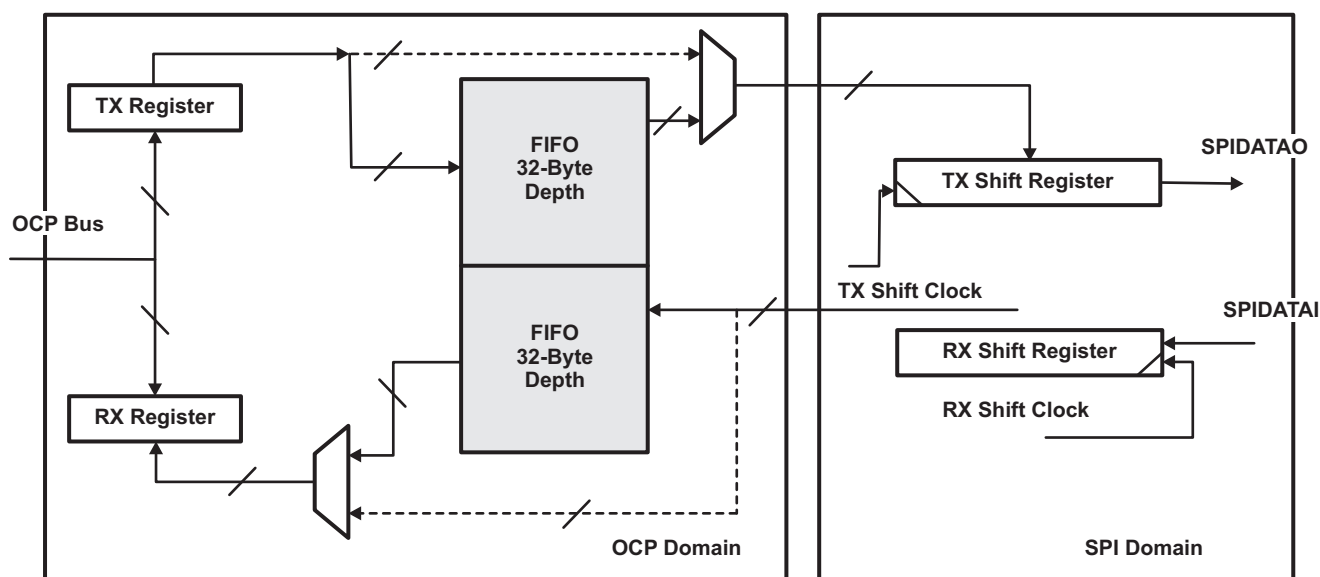 TX Register
FIFO
32-Byte
Depth
SPIDATAO
TX Shift Register
OCP Bus
TX Shift Clock
SPIDATAI
FIFO
32-Byte
Depth
RX Shift Register
RX Register
RX Shift Clock
OCP Domain
SPI Domain